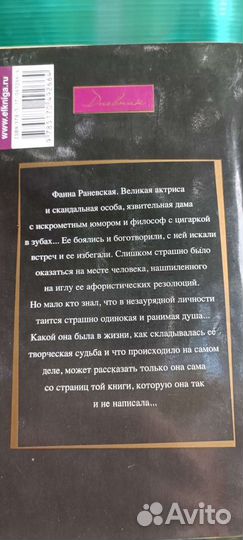 www.elkniga.ru
Дневник
Фаина Раневская. Великая актриса
и скандальная особа, язвительная дама
с искрометным юмором и философ с цигаркой
в зубах... Ее боялись и боготворили, с ней искали
встреч и ее избегали. Слишком страшно было
оказаться на месте человека, нашпиленного
на иглу ее афористических резолюций.
Но мало кто знал, что в незаурядной личности
таится страшно одинокая и ранимая душа...
Какой она была в жизни, как складывалась ее
творческая судьба и что происходило на самом
деле, может рассказать только она сама
со страниц той книги, которую она так
и не написала...
Avito